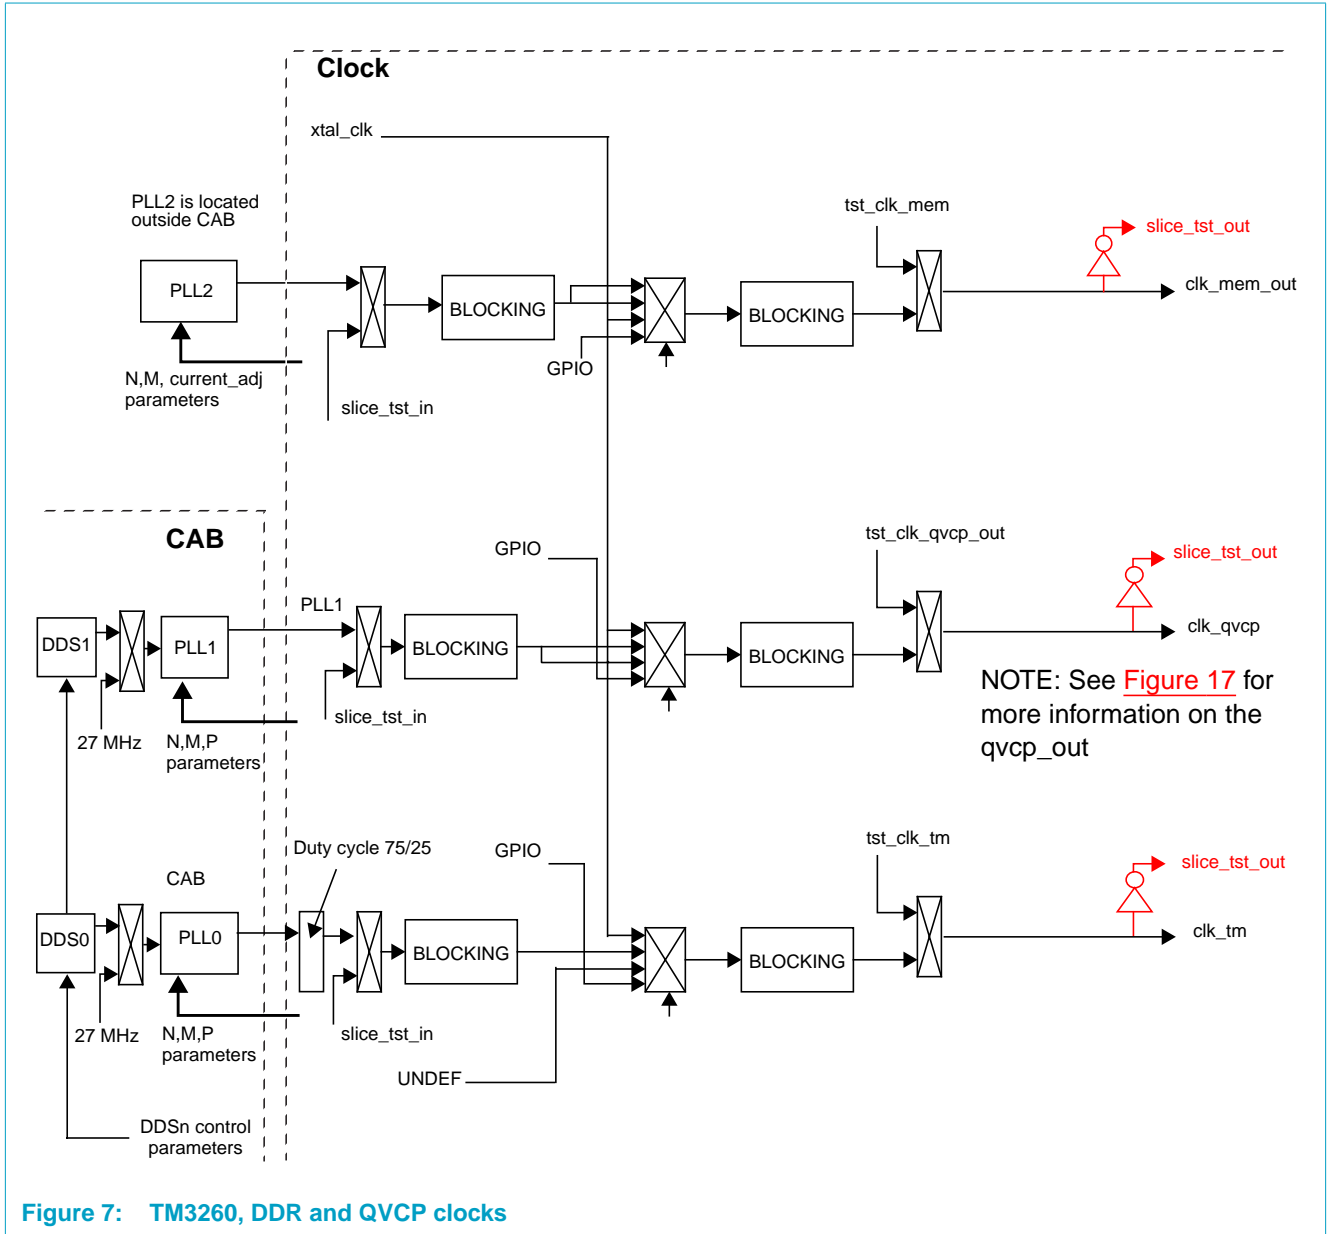 Clock
xtal_clk
PLL2 is located
outside CAB
tst_clk_mem
slice_tst_out
PLL2
BLOCKING
BLOCKING
clk_mem_out
GPIO
N,M, current_adj
parameters
slice_tst_in
CAB
GPIO
tst_clk_qvcp_out
slice_tst_out
PLL1
DDS1
PLL1
BLOCKING
BLOCKING
clk_qvcp
NOTE: See Figure 17 for
more information on the
qvcp_out
slice_tst_in
27 MHz
N,M,P
parameters
Duty cycle 75/25
GPIO
tst_clk_tm
slice_tst_out
CAB
DDS0
PLL0
BLOCKING
BLOCKING
clk_tm
27 MHz
N,M,P
parameters
slice_tst_in
UNDEF
DDSn control
parameters
Figure 7: TM3260, DDR and QVCP clocks